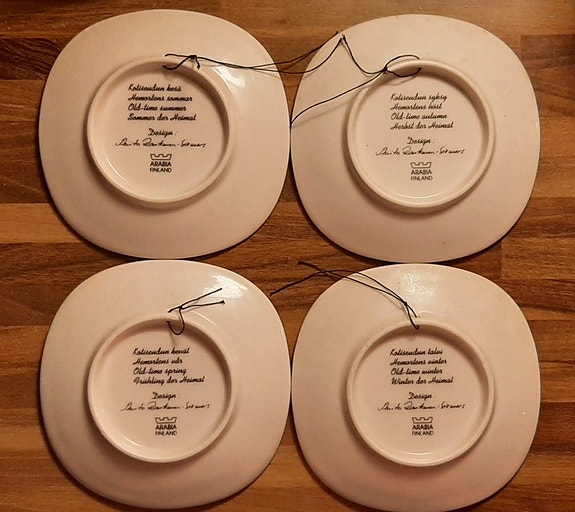 Kotiseudun kesä
Hemortens sommar
Old-time summer
Sommer der Heimat
Design:
ARABIA
FINLAND
Kotiseudun syksy
Hemortens höst
Old-time autumn
Herbst der Heimat
Design
ARABIA
FINLAND
Kotiseudun kevat
Hemortens vår
Old-time spring
Frühling der Heimat
Design
ARABIA
FINLAND
Kotiseudun talvi
Hemortens vinter
Old-time winter
Winter der Heimat
Design
ARABIA
FINLAND